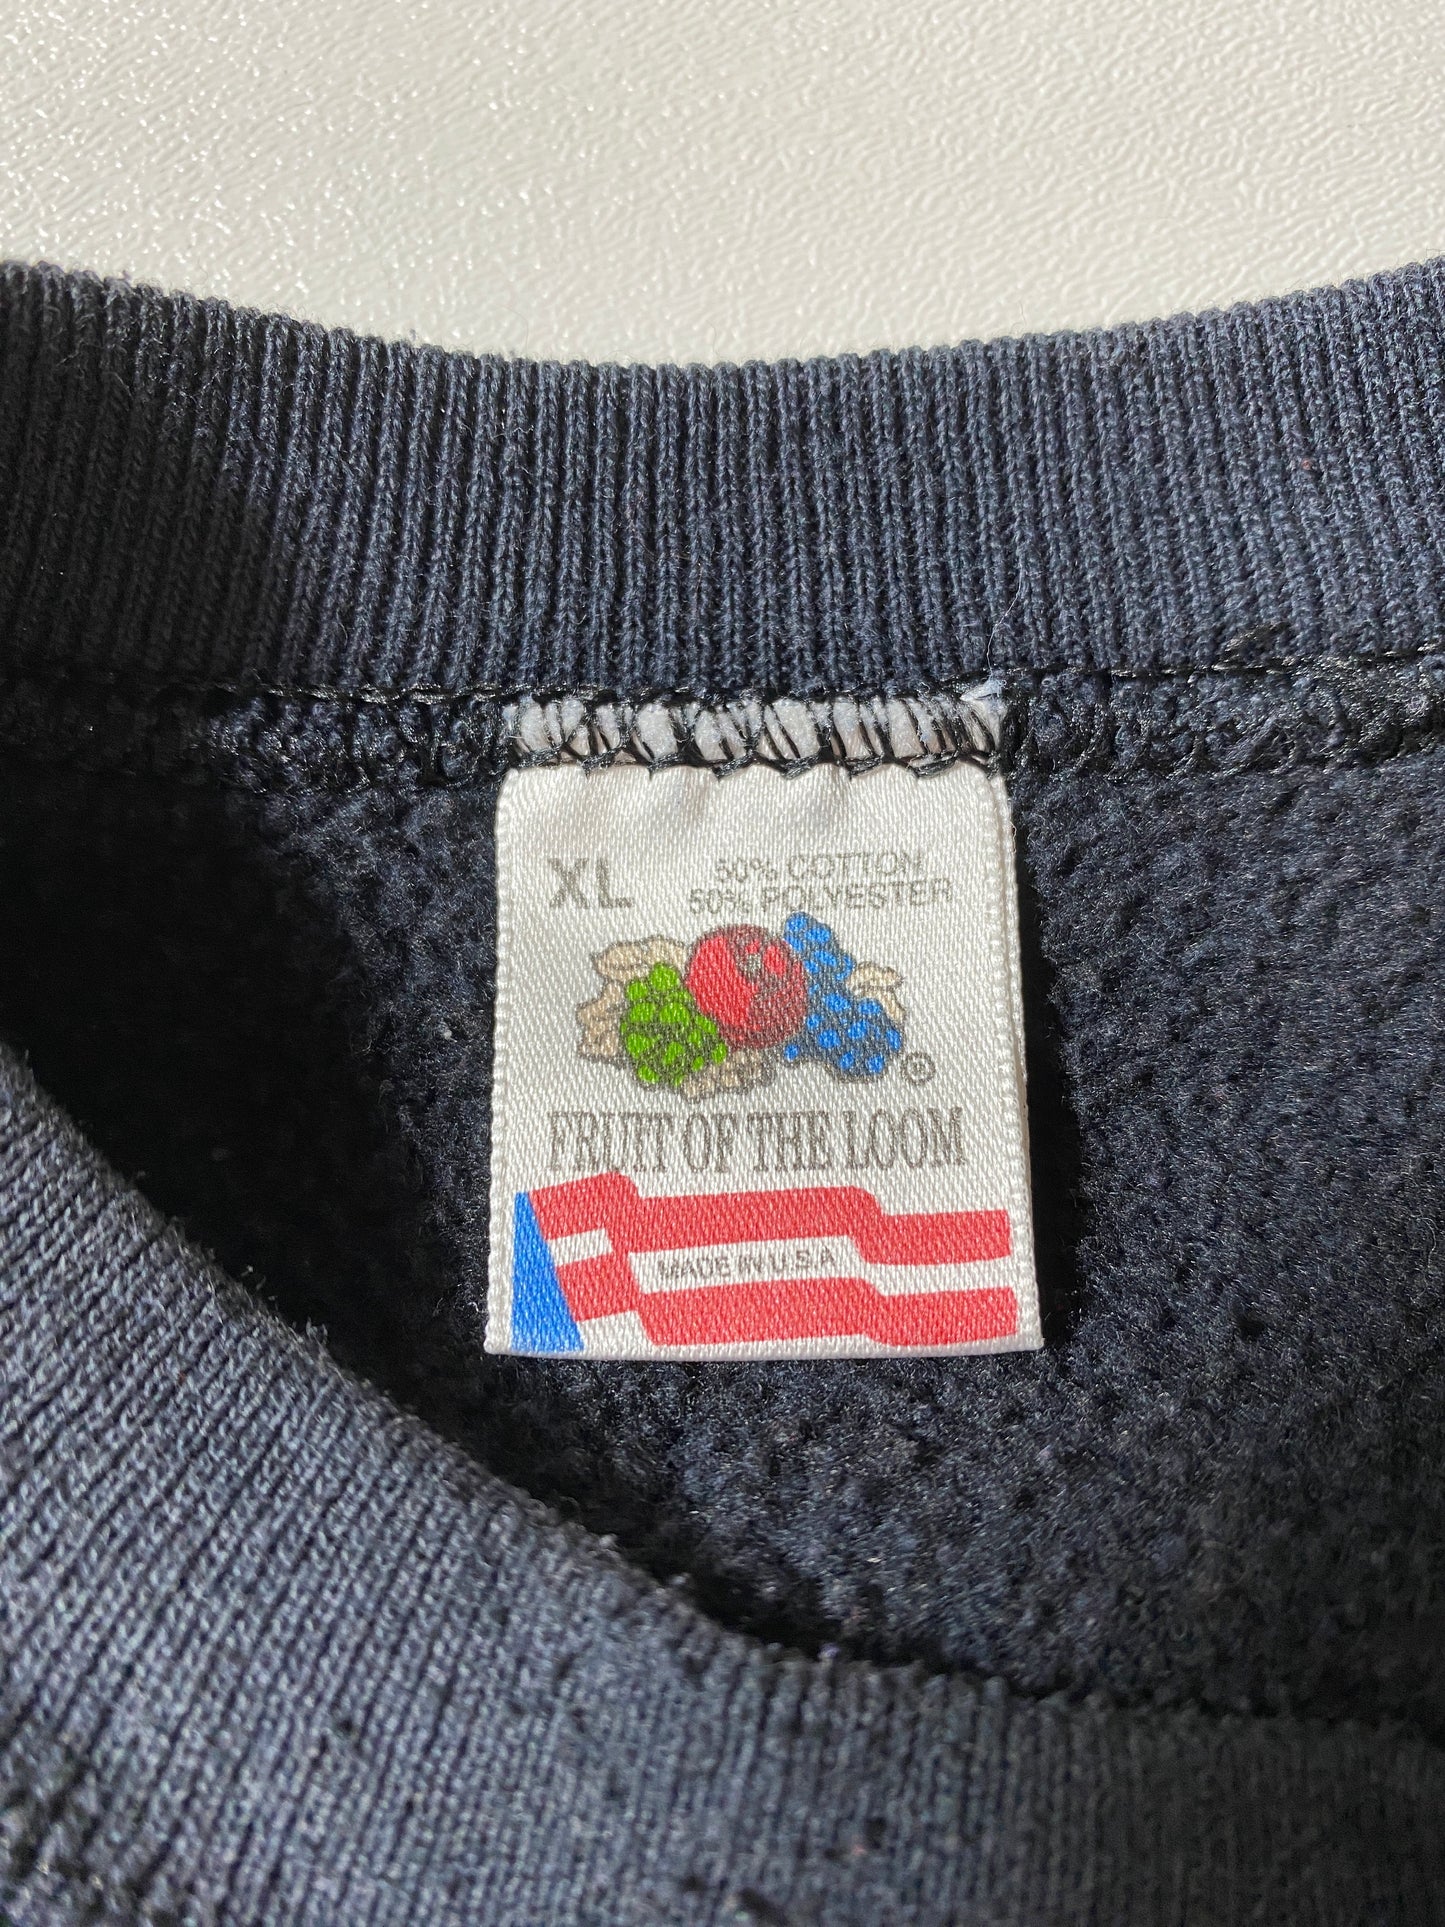 XL
50% COTTON
50% POLYESTER
®
FRUIT OF THE LOOM
MADE IN U.S.A